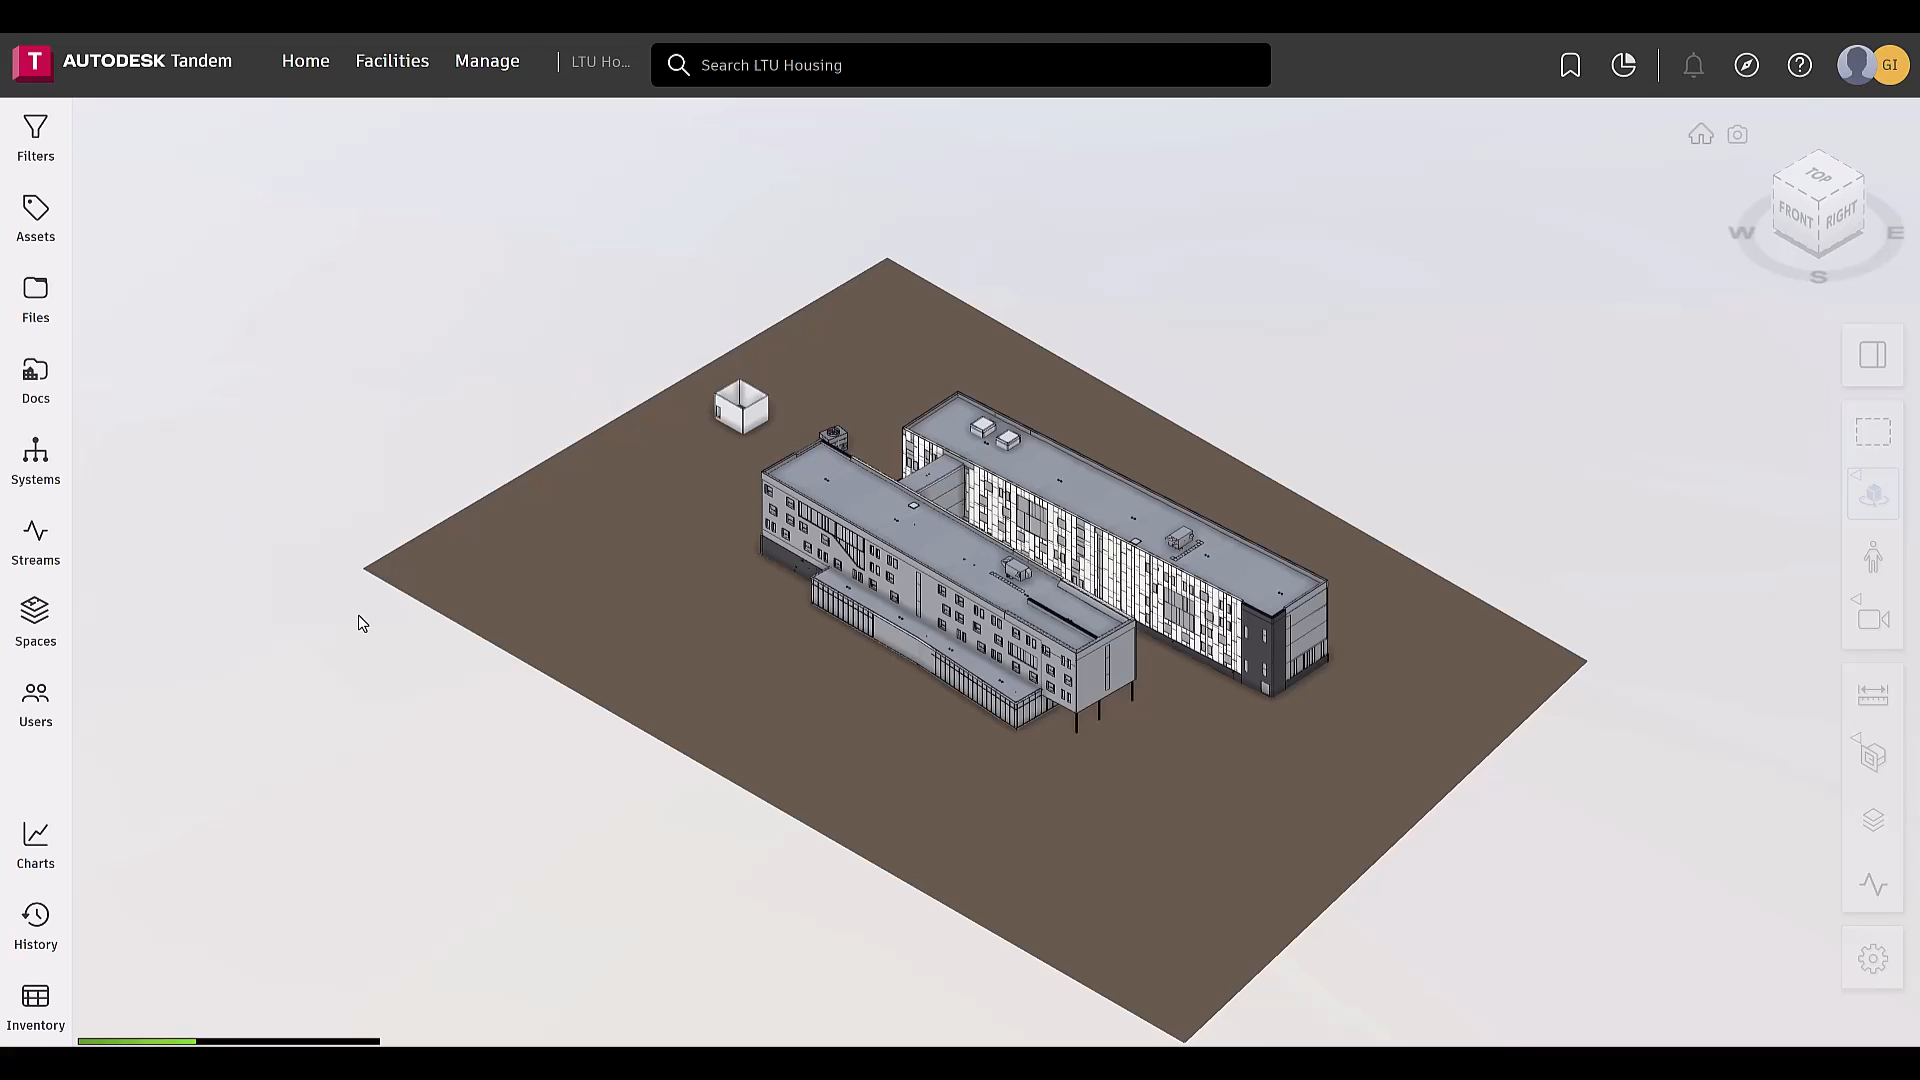 T AUTODESK Tandem Home Facilities Manage LTU Ho... Search LTU Housing GI
Filters
Assets
Files
Docs
Systems
Streams
Spaces
Users
Charts
History
Inventory
TOP
FRONT RIGHT
W E
S